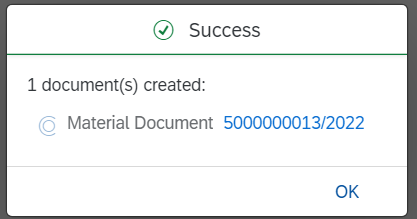 Success
1 document(s) created:
Material Document 5000000013/2022
OK